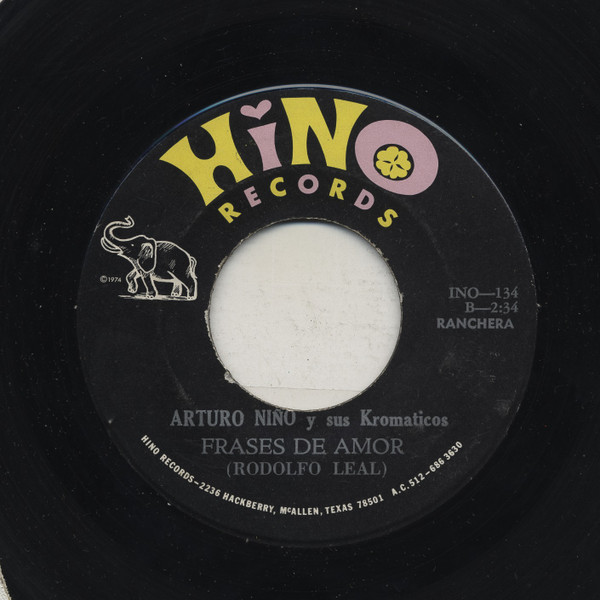 HiNO
RECORDS
©1974
INO—134
B—2:34
RANCHERA
ARTURO NIÑO y sus Kromaticos
FRASES DE AMOR
(RODOLFO LEAL)
HINO RECORDS—2236 HACKBERRY, McALLEN, TEXAS 78501 A.C. 512-686 3630